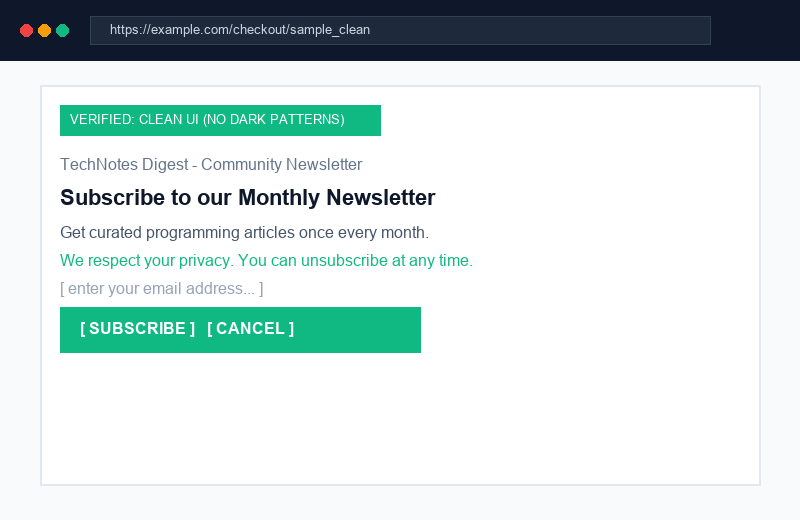 https://example.com/checkout/sample_clean
VERIFIED: CLEAN UI (NO DARK PATTERNS)
TechNotes Digest - Community Newsletter
Subscribe to our Monthly Newsletter
Get curated programming articles once every month.
We respect your privacy. You can unsubscribe at any time.
[ enter your email address... ]
[ SUBSCRIBE ] [ CANCEL ]